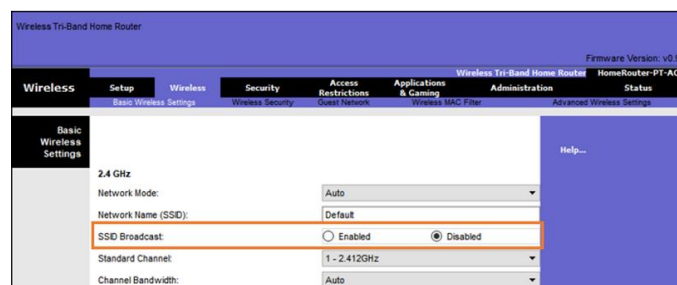 Wireless Tri-Band Home Router
Firmware Version: v0.
Wireless Tri-Band Home Router HomeRouter-PT-AC
Wireless Setup Wireless Security Access Restrictions Applications & Gaming Administration Status
Basic Wireless Settings Wireless Security Guest Network Wireless MAC Filter Advanced Wireless Settings
Basic Wireless Settings
Help...
2.4 GHz
Network Mode: Auto
Network Name (SSID): Default
SSID Broadcast: Enabled Disabled
Standard Channel: 1 - 2.412GHz
Channel Bandwidth: Auto